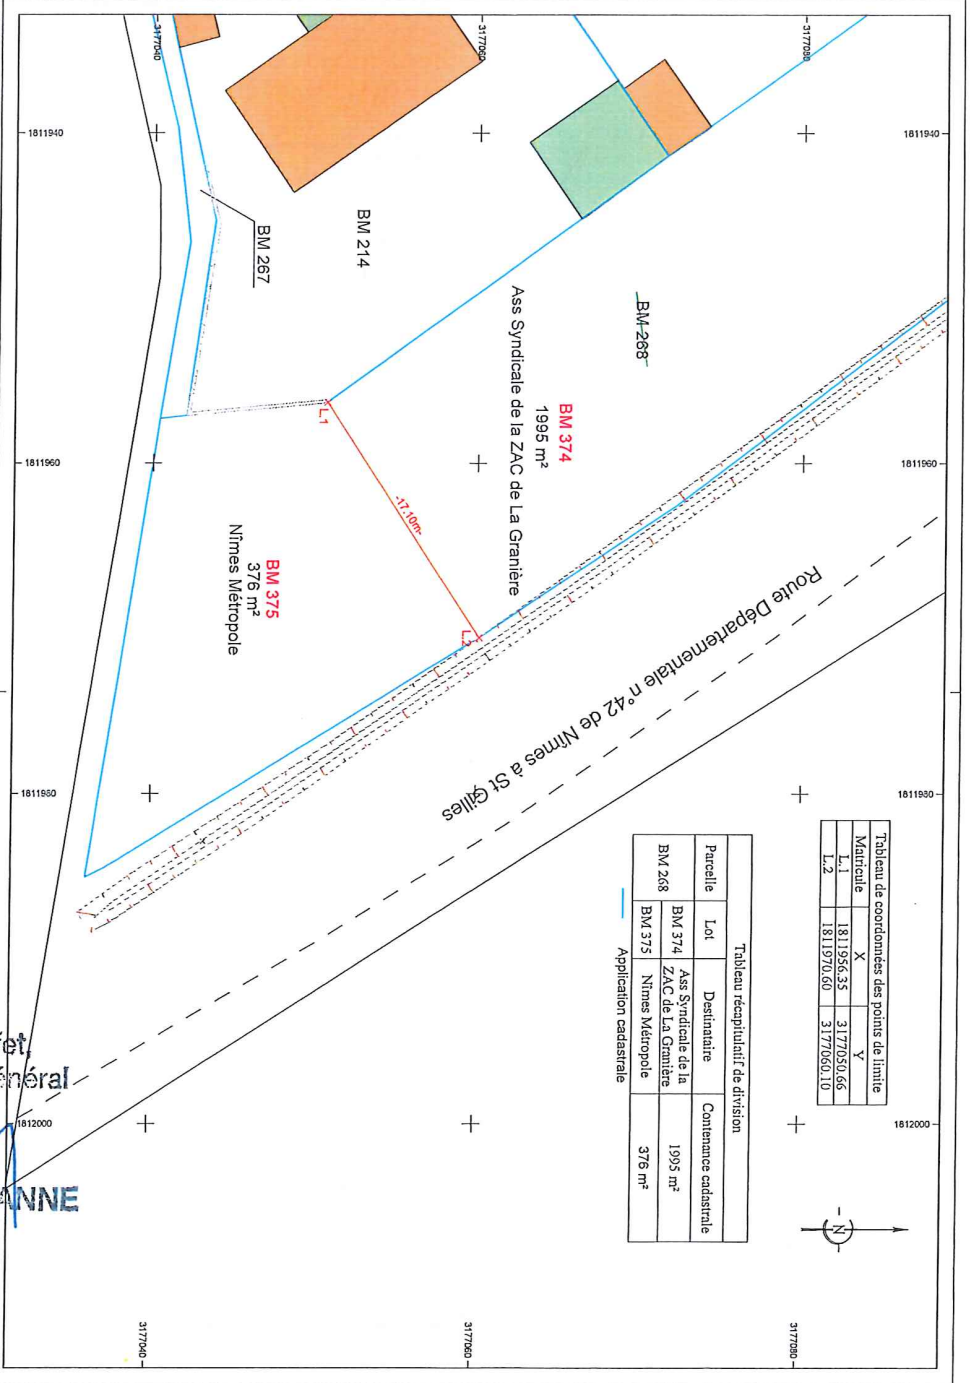 3177040
3177060
3177080
1811940
1811940
BM 267
BM 214
BM 268
Ass Syndicale de la ZAC de La Granière
BM 374
1995 m²
L.1
-17.10m-
L.2
1811960
1811960
BM 375
376 m²
Nîmes Métropole
Route Départementale n°42 de Nîmes à St Gilles
1811980
1811980
Tableau de coordonnées des points de limite
Matricule X Y
L.1 1811956.35 3177050.66
L.2 1811970.60 3177060.10
Tableau récapitulatif de division
Parcelle Lot Destinataire Contenance cadastrale
BM 268 BM 374 Ass Syndicale de la ZAC de La Granière 1995 m²
BM 375 Nîmes Métropole 376 m²
Application cadastrale
N
1812000
1812000
et,
énéral
ANNE
3177040
3177060
3177080